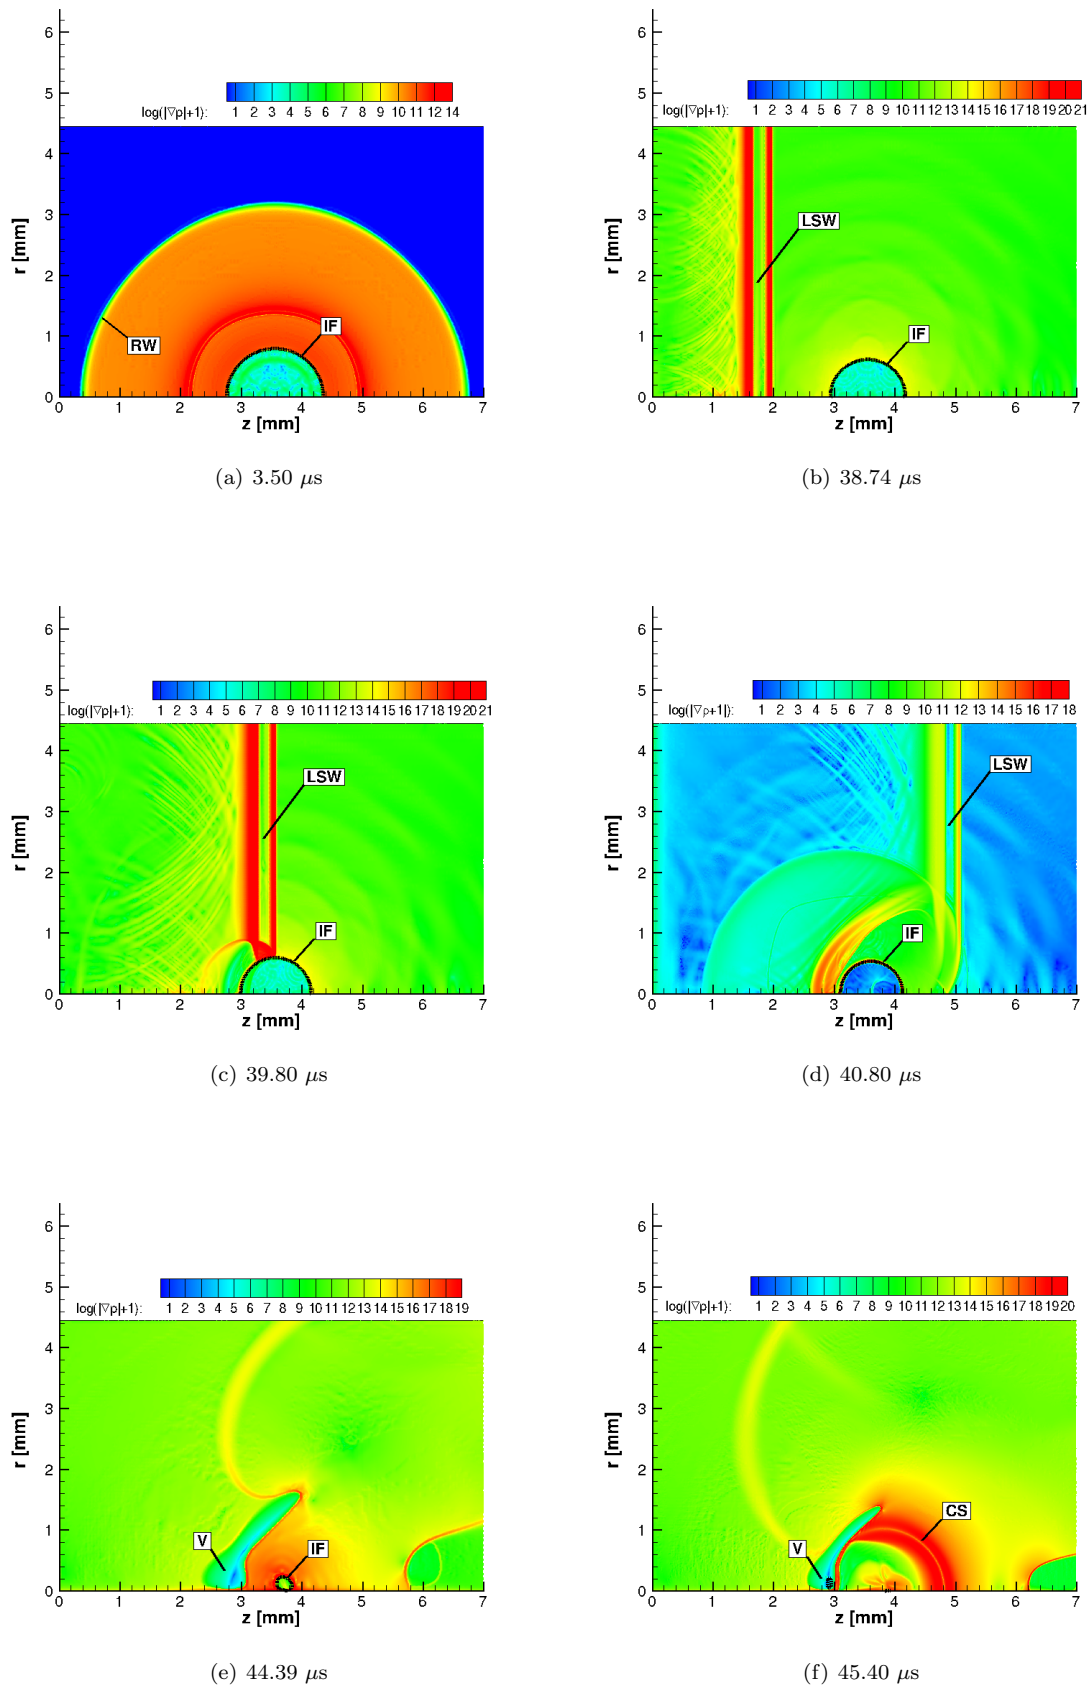 6
5
log(|∇p|+1):
1 2 3 4 5 6 7 8 9 10 11 12 14
4
3
2
1
0
r [mm]
RW
IF
0 1 2 3 4 5 6 7
z [mm]
(a) 3.50 μs
6
5
log(|∇p|+1):
1 2 3 4 5 6 7 8 9 10 11 12 13 14 15 16 17 18 19 20 21
4
3
2
1
0
r [mm]
LSW
IF
0 1 2 3 4 5 6 7
z [mm]
(b) 38.74 μs
6
5
log(|∇p|+1):
1 2 3 4 5 6 7 8 9 10 11 12 13 14 15 16 17 18 19 20 21
4
3
2
1
0
r [mm]
LSW
IF
0 1 2 3 4 5 6 7
z [mm]
(c) 39.80 μs
6
5
log(|∇p+1|):
1 2 3 4 5 6 7 8 9 10 11 12 13 14 15 16 17 18
4
3
2
1
0
r [mm]
LSW
IF
0 1 2 3 4 5 6 7
z [mm]
(d) 40.80 μs
6
5
log(|∇p|+1):
1 2 3 4 5 6 7 8 9 10 11 12 13 14 15 16 17 18 19
4
3
2
1
0
r [mm]
V
IF
0 1 2 3 4 5 6 7
z [mm]
(e) 44.39 μs
6
5
log(|∇p|+1):
1 2 3 4 5 6 7 8 9 10 11 12 13 14 15 16 17 18 19 20
4
3
2
1
0
r [mm]
V
CS
0 1 2 3 4 5 6 7
z [mm]
(f) 45.40 μs